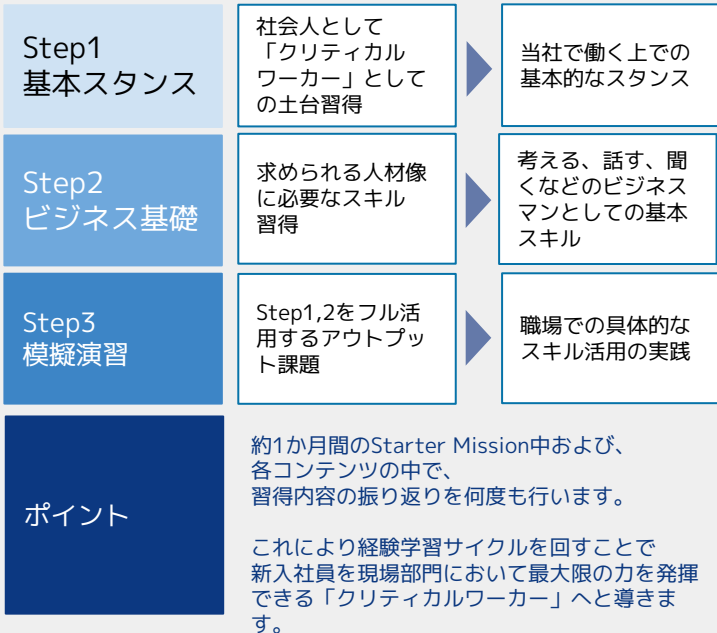 Step1
基本スタンス
社会人として
「クリティカル
ワーカー」として
の土台習得
当社で働く上での
基本的なスタンス
Step2
ビジネス基礎
求められる人材像
に必要なスキル
習得
考える、話す、聞
くなどのビジネス
マンとしての基本
スキル
Step3
模擬演習
Step1,2をフル活
用するアウトプッ
ト課題
職場での具体的な
スキル活用の実践
ポイント
約1か月間のStarter Mission中および、
各コンテンツの中で、
習得内容の振り返りを何度も行います。
これにより経験学習サイクルを回すことで
新入社員を現場部門において最大限の力を発揮
できる「クリティカルワーカー」へと導きま
す。